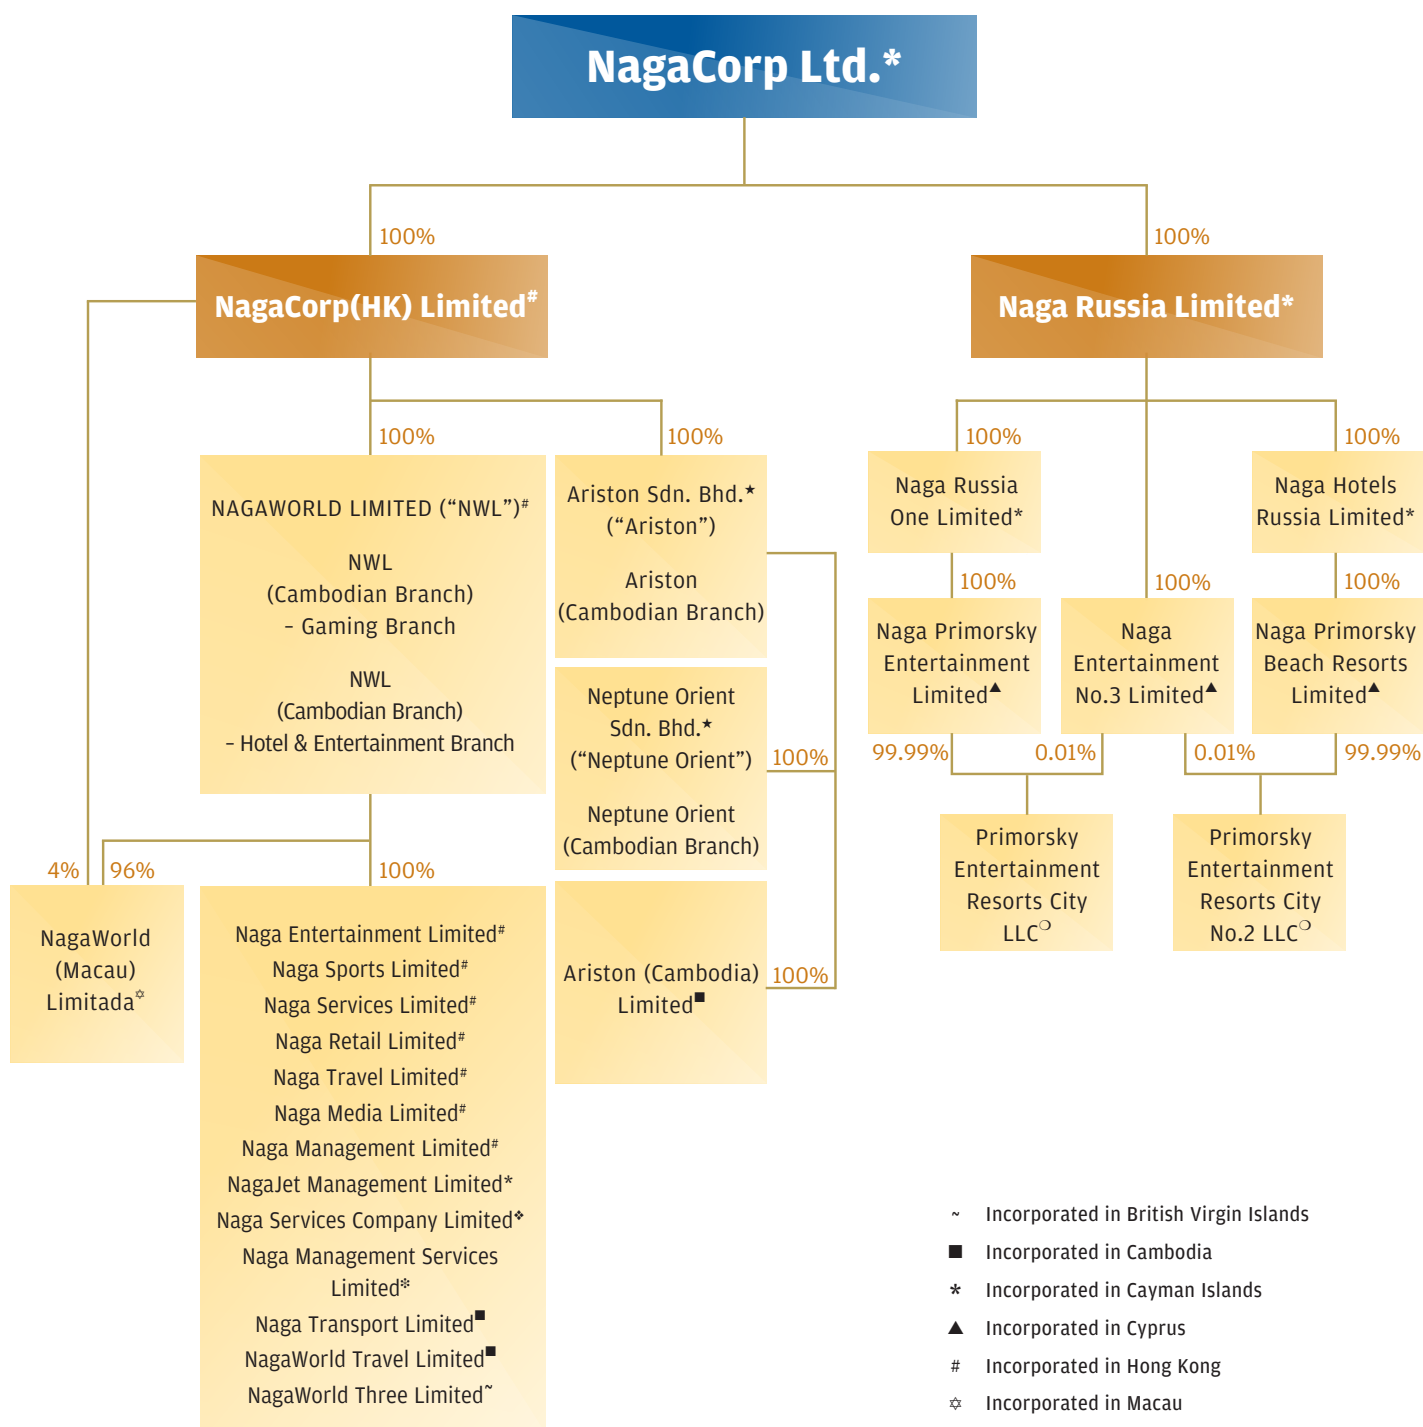 NagaCorp Ltd.*
100%
100%
NagaCorp(HK) Limited#
Naga Russia Limited*
100%
100%
100%
100%
NAGAWORLD LIMITED (“NWL”)#
NWL
(Cambodian Branch)
– Gaming Branch
NWL
(Cambodian Branch)
– Hotel & Entertainment Branch
Ariston Sdn. Bhd.★
(“Ariston”)
Ariston
(Cambodian Branch)
Neptune Orient
Sdn. Bhd.★
(“Neptune Orient”)
Neptune Orient
(Cambodian Branch)
100%
Ariston (Cambodia)
Limited■
100%
Naga Russia
One Limited*
Naga Hotels
Russia Limited*
100%
100%
100%
Naga Primorsky
Entertainment
Limited▲
Naga
Entertainment
No.3 Limited▲
Naga Primorsky
Beach Resorts
Limited▲
99.99%
0.01%
0.01%
99.99%
Primorsky
Entertainment
Resorts City
LLC❍
Primorsky
Entertainment
Resorts City
No.2 LLC❍
4%
96%
100%
NagaWorld
(Macau)
Limitada✡
Naga Entertainment Limited#
Naga Sports Limited#
Naga Services Limited#
Naga Retail Limited#
Naga Travel Limited#
Naga Media Limited#
Naga Management Limited#
NagaJet Management Limited*
Naga Services Company Limited❖
Naga Management Services
Limited❇
Naga Transport Limited■
NagaWorld Travel Limited■
NagaWorld Three Limited~
~ Incorporated in British Virgin Islands
■ Incorporated in Cambodia
* Incorporated in Cayman Islands
▲ Incorporated in Cyprus
# Incorporated in Hong Kong
✡ Incorporated in Macau